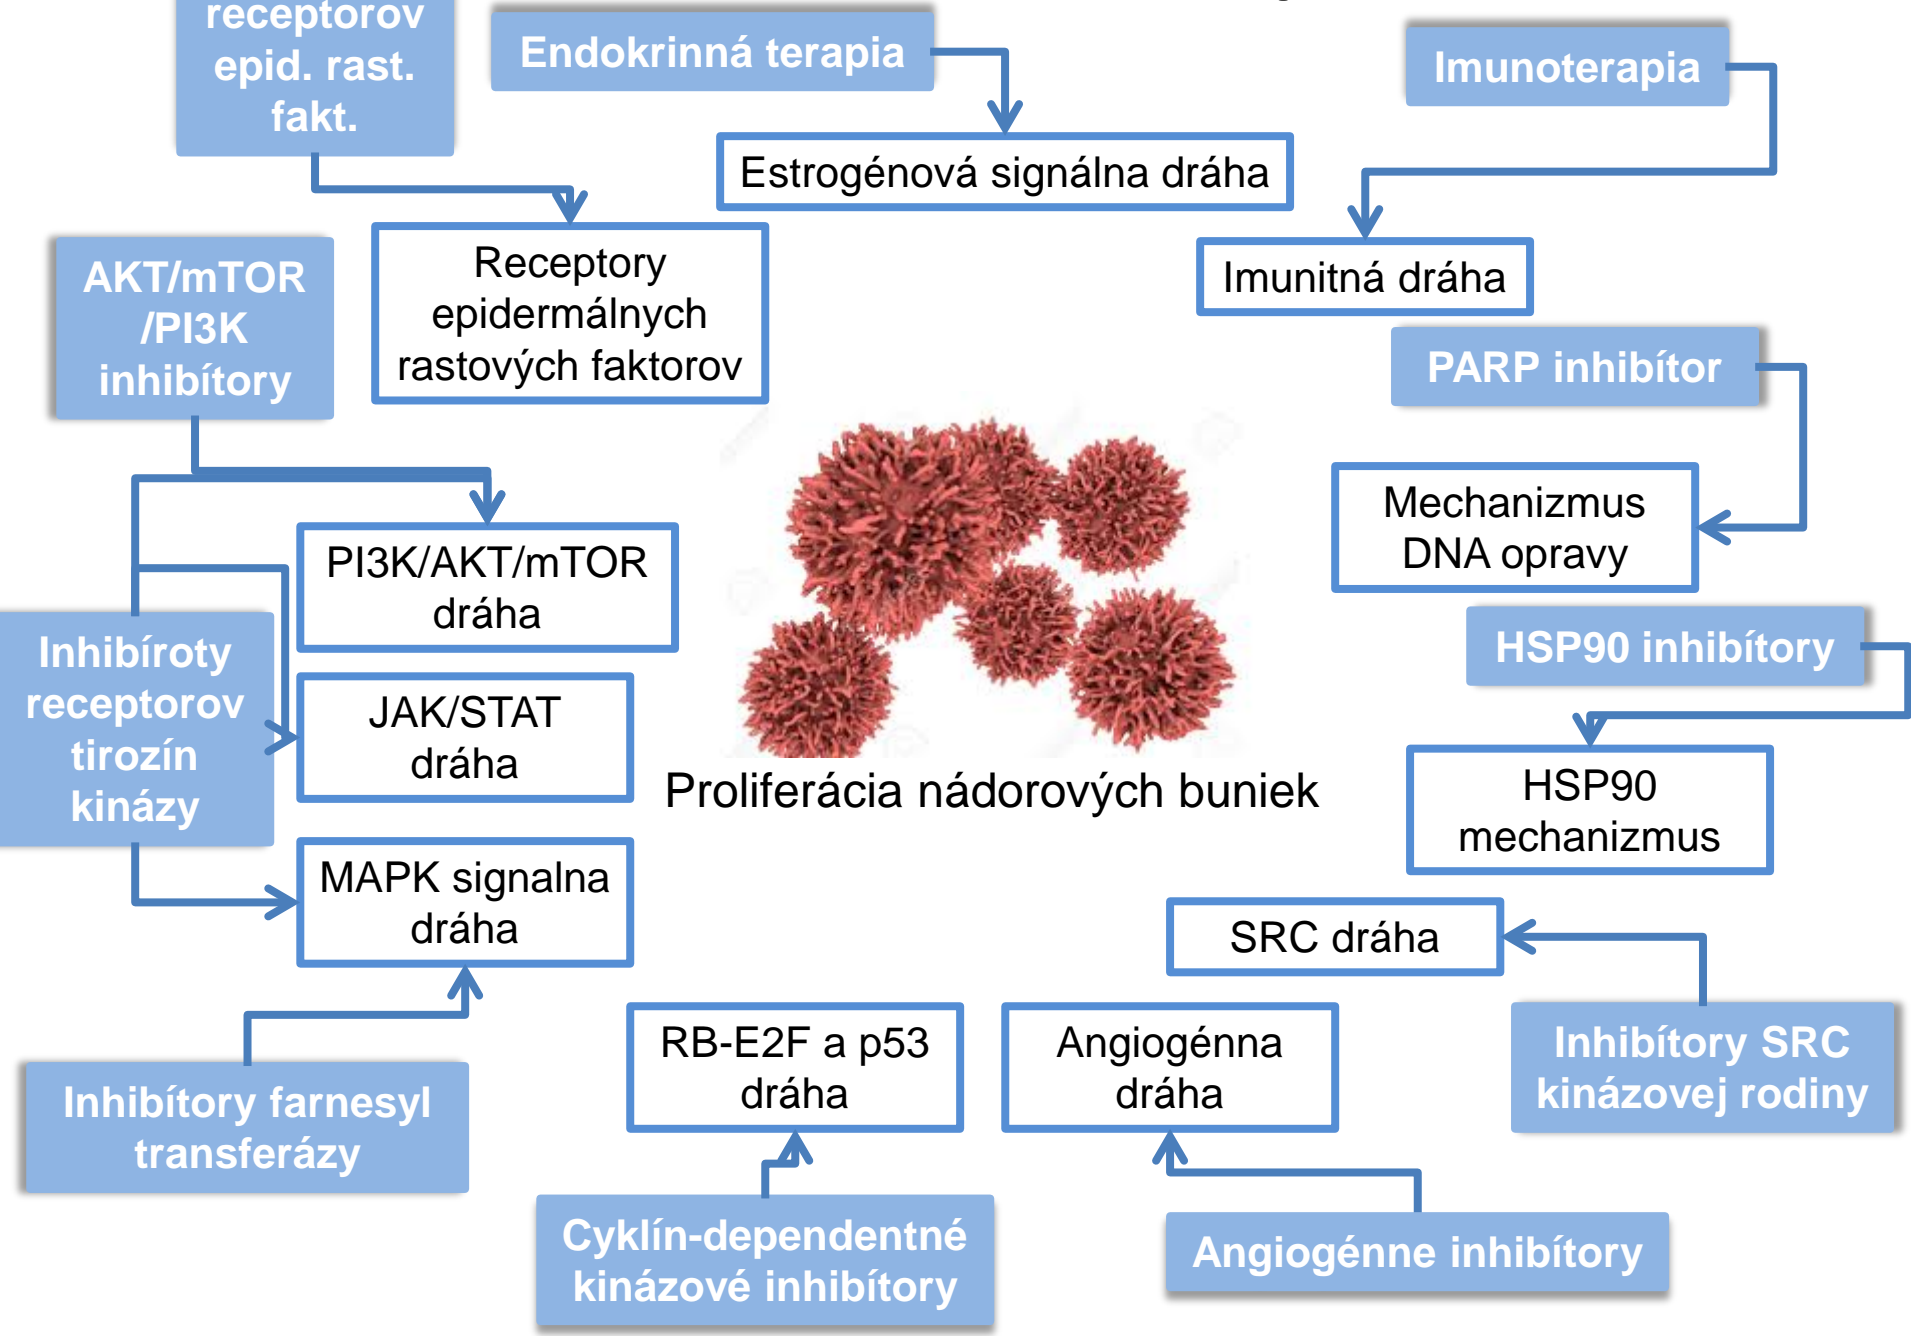 receptorov
epid. rast.
fakt.
Endokrinná terapia
Imunoterapia
Estrogénová signálna dráha
Receptory
epidermálnych
rastových faktorov
Imunitná dráha
AKT/mTOR
/PI3K
inhibítory
PARP inhibítor
Mechanizmus
DNA opravy
PI3K/AKT/mTOR
dráha
HSP90 inhibítory
Inhibíroty
receptorov
tirozín
kinázy
JAK/STAT
dráha
Proliferácia nádorových buniek
HSP90
mechanizmus
MAPK signalna
dráha
SRC dráha
RB-E2F a p53
dráha
Angiogénna
dráha
Inhibítory SRC
kinázovej rodiny
Inhibítory farnesyl
transferázy
Cyklín-dependentné
kinázové inhibítory
Angiogénne inhibítory